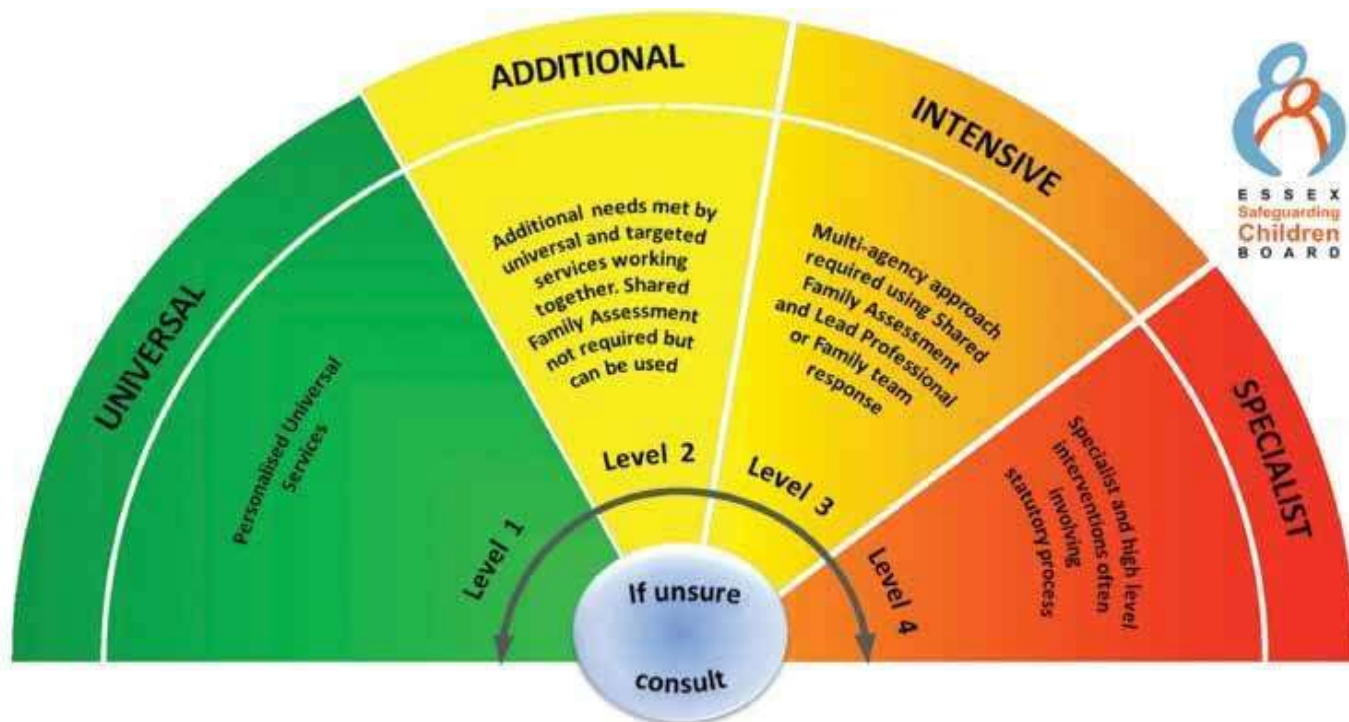 UNIVERSAL
Personalised Universal
Services
Level 1
ADDITIONAL
Additional needs met by
universal and targeted
services working
together. Shared
Family Assessment
not required but
can be used
Level 2
INTENSIVE
Multi-agency approach
required using Shared
Family Assessment
and Lead Professional
or Family team
response
Level 3
SPECIALIST
Specialist and high level
interventions often
involving
statutory process
Level 4
If unsure
consult
ESSEX
Safeguarding
Children
BOARD